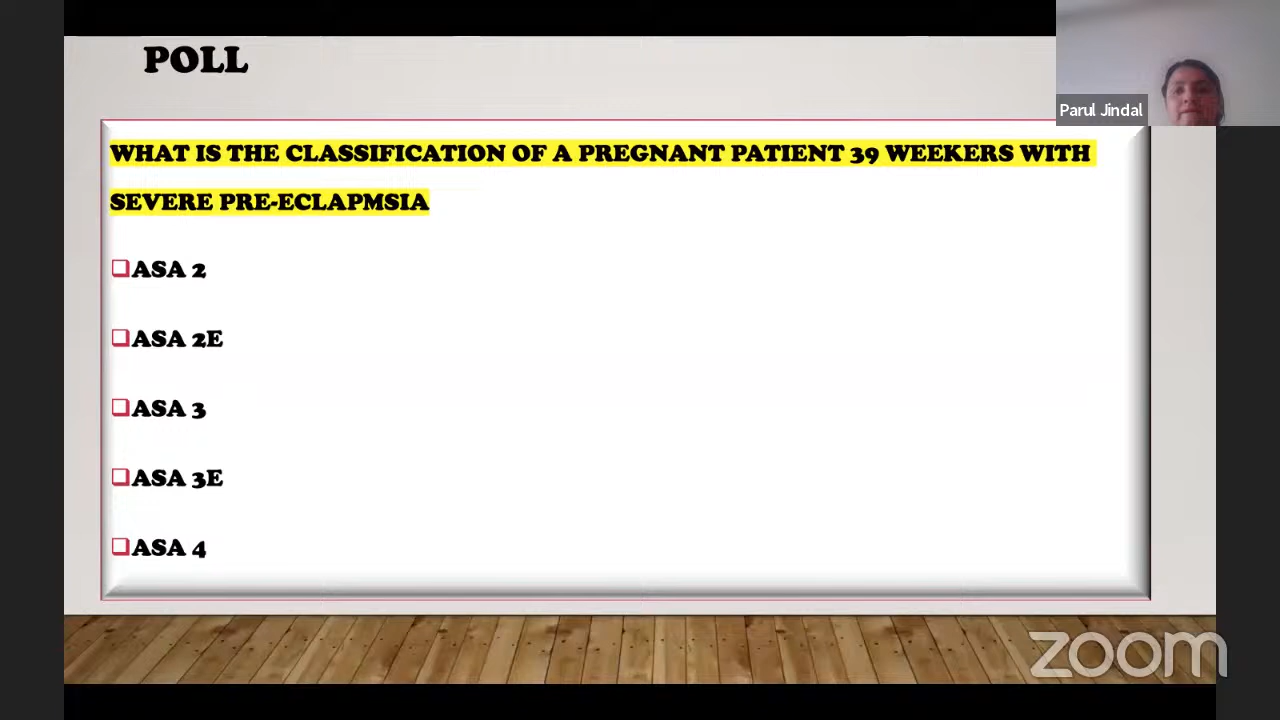 POLL
Parul Jindal
WHAT IS THE CLASSIFICATION OF A PREGNANT PATIENT 39 WEEKERS WITH
SEVERE PRE-ECLAPMSIA
ASA 2
ASA 2E
ASA 3
ASA 3E
ASA 4
zoom